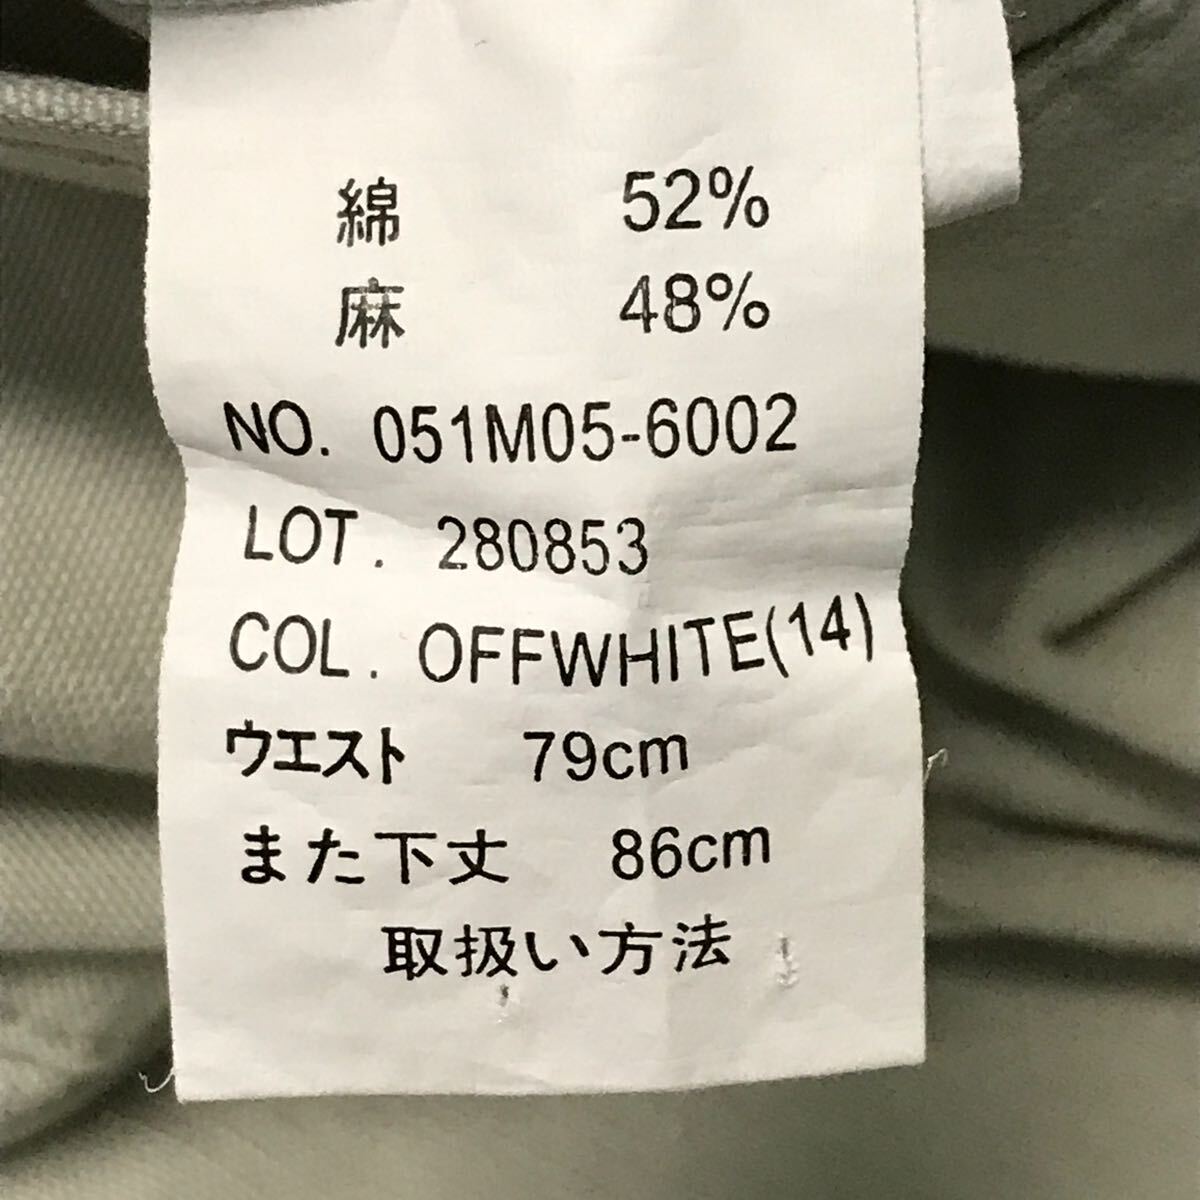 綿 52%
麻 48%
NO. 051M05-6002
LOT. 280853
COL. OFFWHITE(14)
ウエスト 79cm
また下丈 86cm
取扱い方法